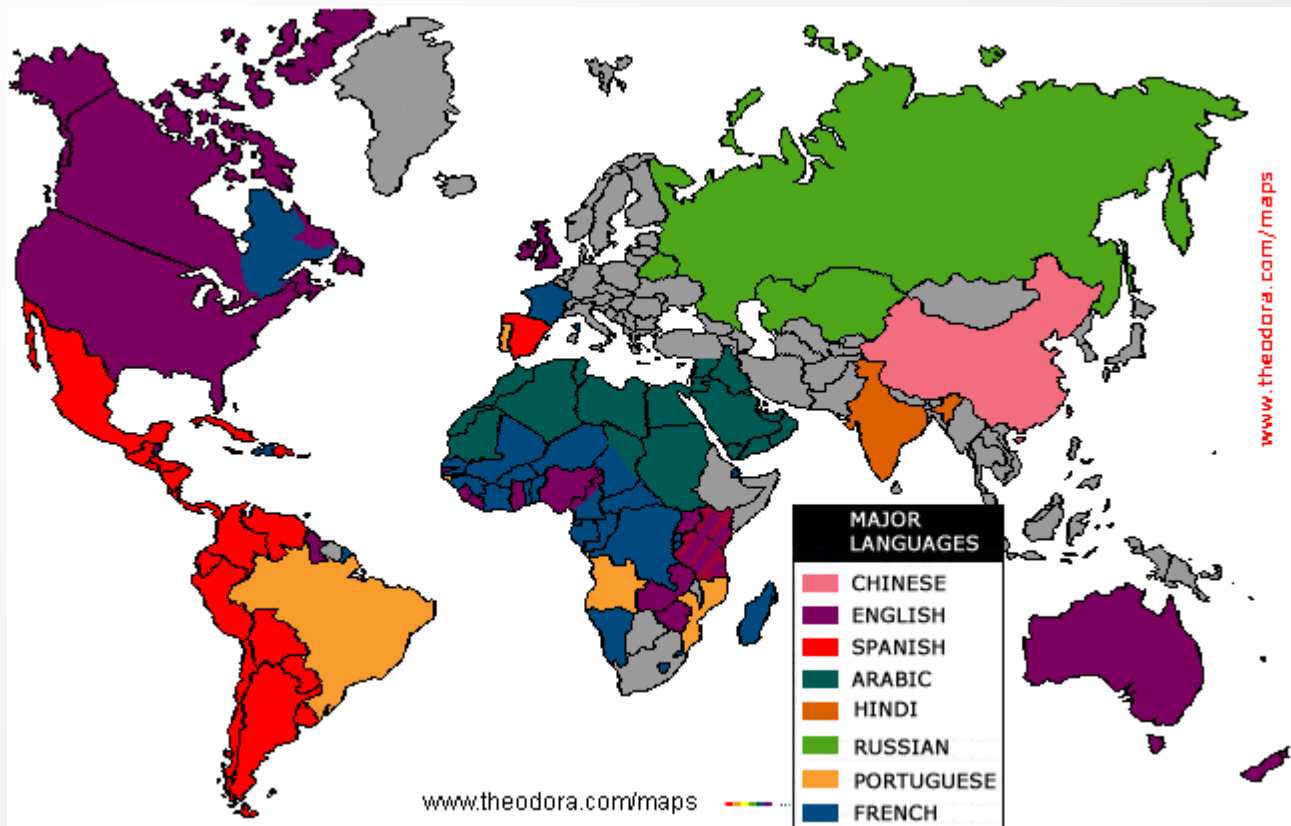 www.theodora.com/maps
MAJOR
LANGUAGES
CHINESE
ENGLISH
SPANISH
ARABIC
HINDI
RUSSIAN
PORTUGUESE
FRENCH
www.theodora.com/maps